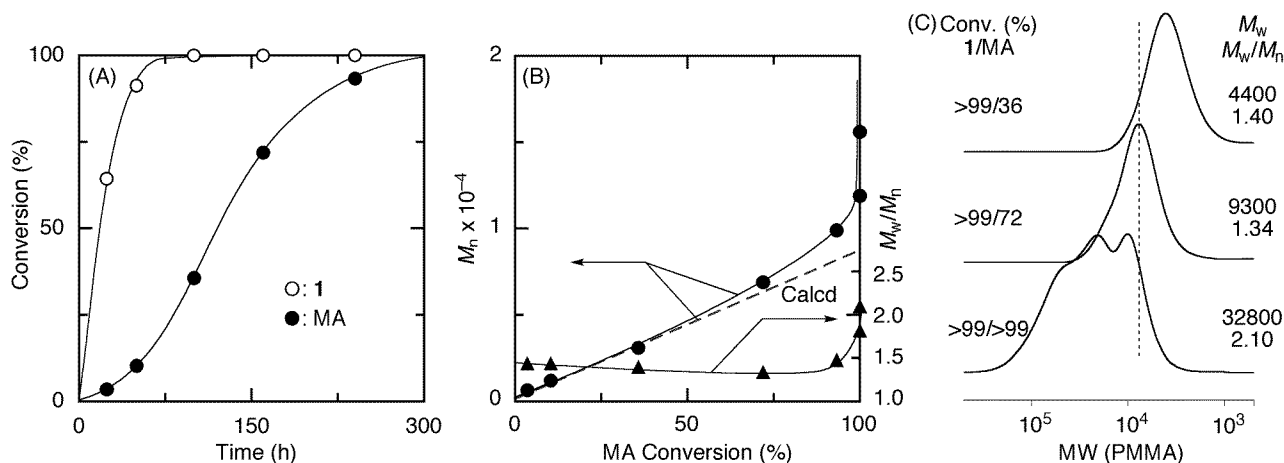 (A)
100
50
0
Conversion (%)
0
150
300
Time (h)
○: 1
●: MA
(B)
2
1
0
Mn x 10–4
0
50
100
MA Conversion (%)
Calcd
2.5
2.0
1.5
1.0
Mw/Mn
(C)
Conv. (%)
1/MA
Mw
Mw/Mn
>99/36
4400
1.40
>99/72
9300
1.34
>99/>99
32800
2.10
105
104
103
MW (PMMA)